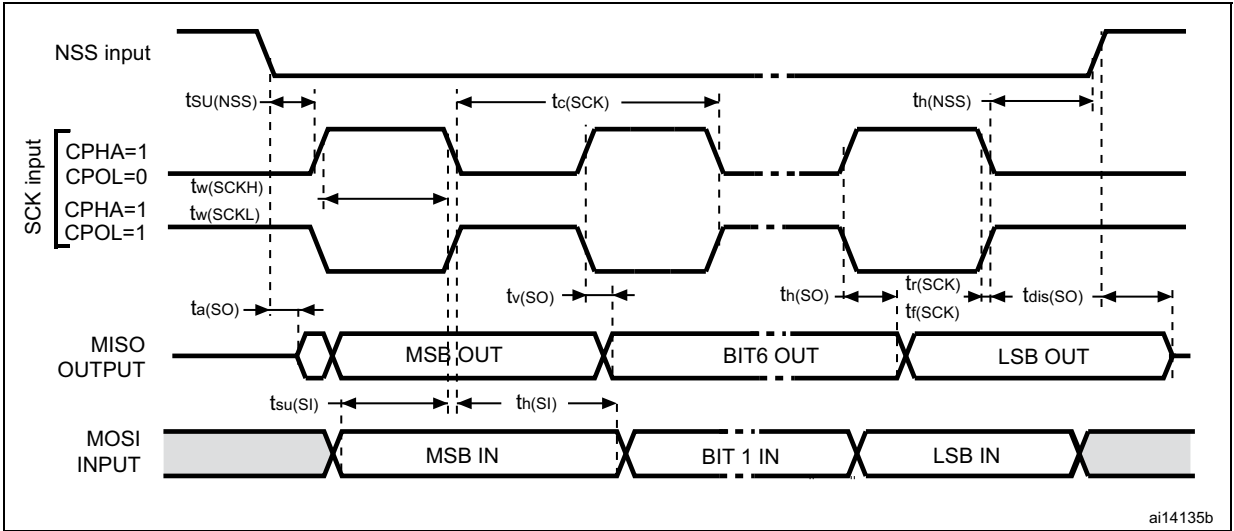 NSS input
tSU(NSS)
tc(SCK)
th(NSS)
SCK input
CPHA=1
CPOL=0
tw(SCKH)
CPHA=1
tw(SCKL)
CPOL=1
ta(SO)
tv(SO)
th(SO)
tr(SCK)
tf(SCK)
tdis(SO)
MISO
OUTPUT
MSB OUT
BIT6 OUT
LSB OUT
tsu(SI)
th(SI)
MOSI
INPUT
MSB IN
BIT 1 IN
LSB IN
ai14135b